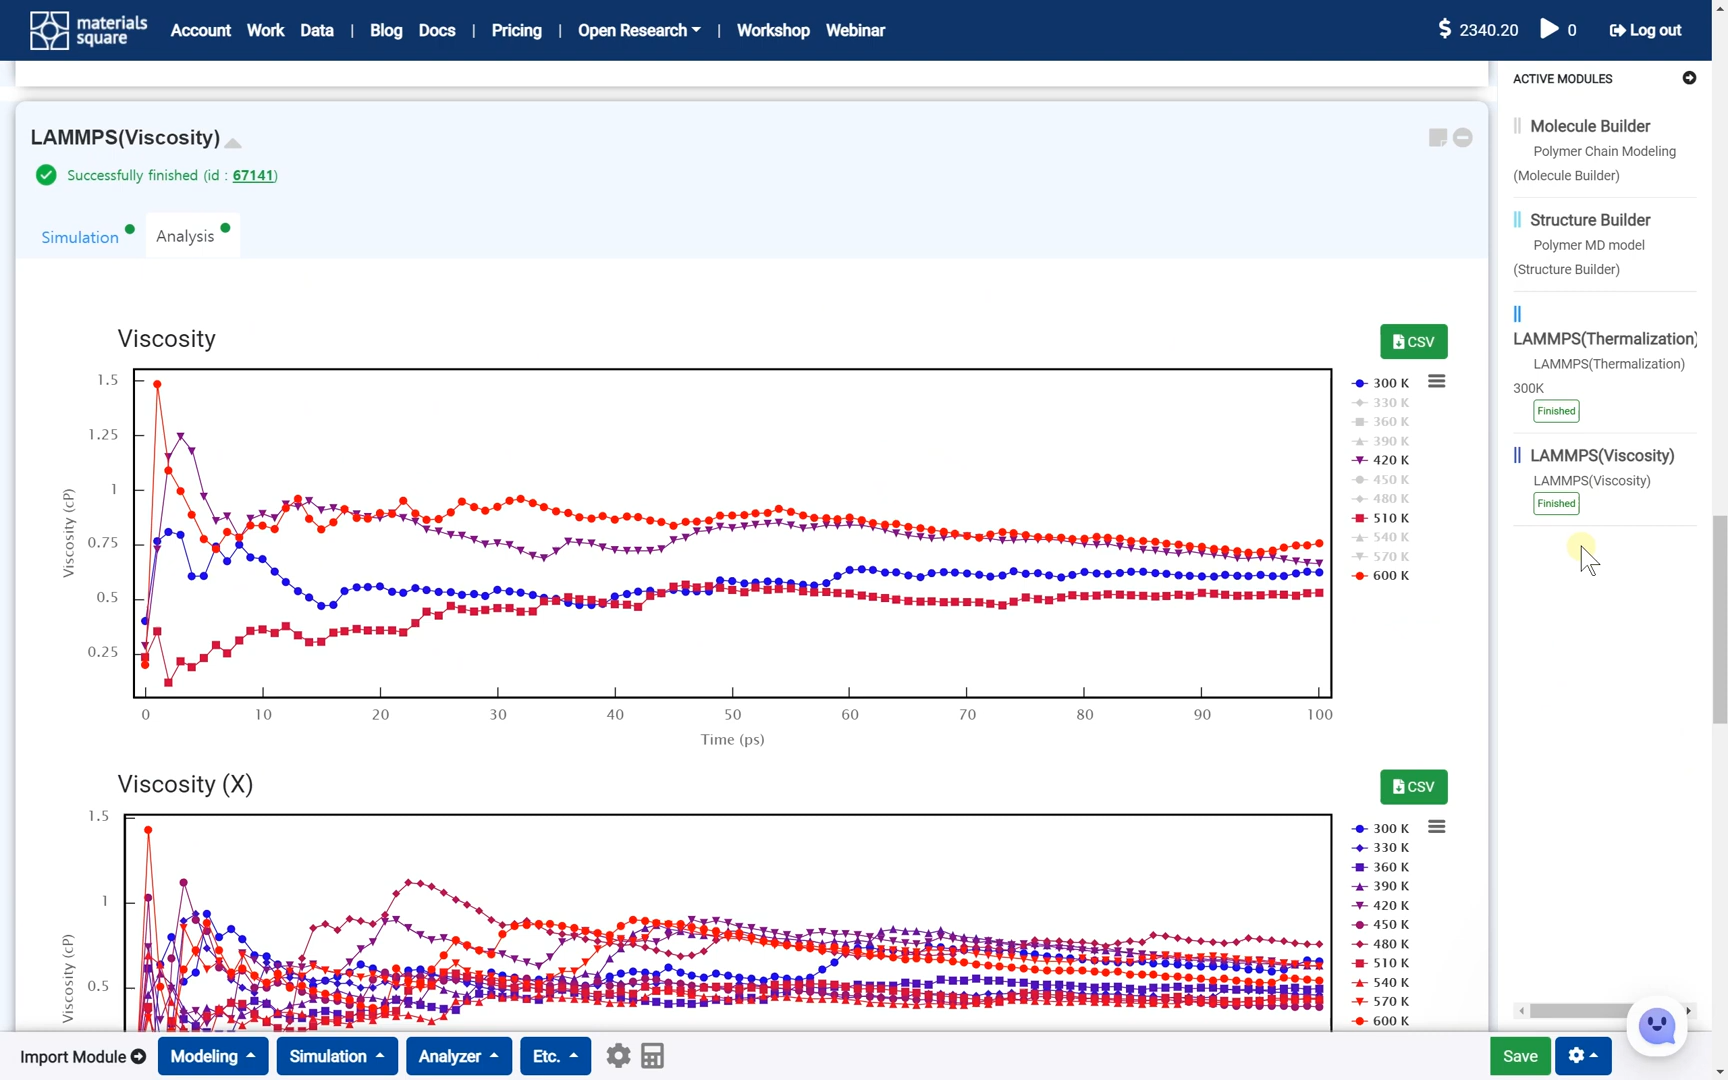 materials
square
Account Work Data | Blog Docs | Pricing | Open Research | Workshop Webinar
$ 2340.20 0 Log out
ACTIVE MODULES
LAMMPS(Viscosity)
Successfully finished (id : 67141)
Simulation Analysis
Molecule Builder
Polymer Chain Modeling
(Molecule Builder)
Structure Builder
Polymer MD model
(Structure Builder)
LAMMPS(Thermalization)
LAMMPS(Thermalization)
300K
Finished
LAMMPS(Viscosity)
LAMMPS(Viscosity)
Finished
Viscosity
CSV
1.5
1.25
1
0.75
0.5
0.25
Viscosity (cP)
0 10 20 30 40 50 60 70 80 90 100
Time (ps)
300 K
330 K
360 K
390 K
420 K
450 K
480 K
510 K
540 K
570 K
600 K
Viscosity (X)
CSV
1.5
1
0.5
Viscosity (cP)
300 K
330 K
360 K
390 K
420 K
450 K
480 K
510 K
540 K
570 K
600 K
Import Module Modeling Simulation Analyzer Etc.
Save